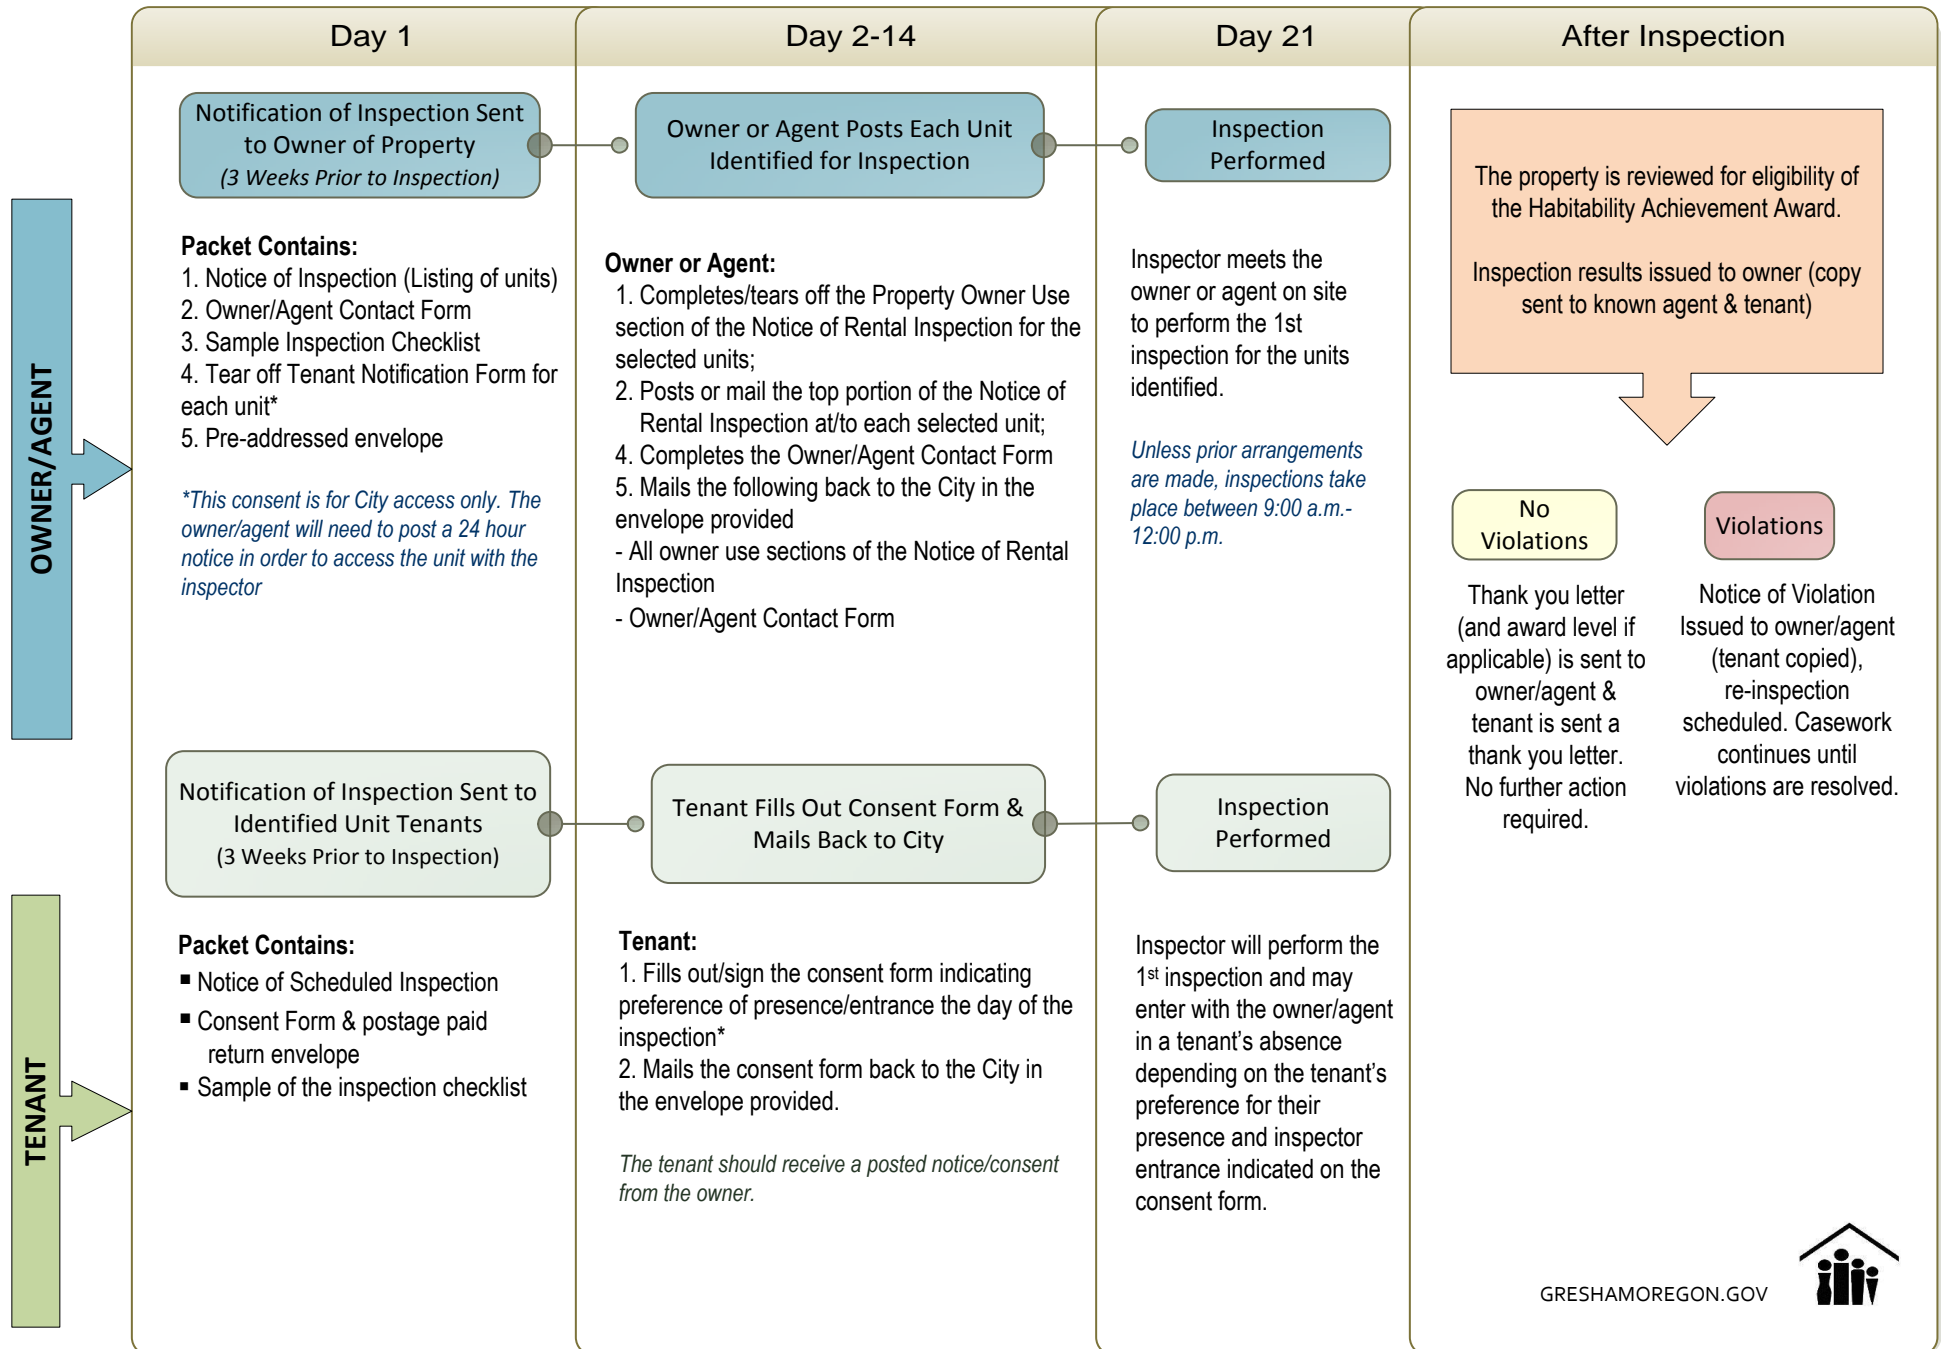 Day 1
Day 2-14
Day 21
After Inspection
OWNER/AGENT
Notification of Inspection Sent
to Owner of Property
(3 Weeks Prior to Inspection)
Packet Contains:
1. Notice of Inspection (Listing of units)
2. Owner/Agent Contact Form
3. Sample Inspection Checklist
4. Tear off Tenant Notification Form for
each unit*
5. Pre-addressed envelope
*This consent is for City access only. The
owner/agent will need to post a 24 hour
notice in order to access the unit with the
inspector
Owner or Agent Posts Each Unit
Identified for Inspection
Owner or Agent:
1. Completes/tears off the Property Owner Use
section of the Notice of Rental Inspection for the
selected units;
2. Posts or mail the top portion of the Notice of
Rental Inspection at/to each selected unit;
4. Completes the Owner/Agent Contact Form
5. Mails the following back to the City in the
envelope provided
- All owner use sections of the Notice of Rental
Inspection
- Owner/Agent Contact Form
Inspection
Performed
Inspector meets the
owner or agent on site
to perform the 1st
inspection for the units
identified.
Unless prior arrangements
are made, inspections take
place between 9:00 a.m.-
12:00 p.m.
The property is reviewed for eligibility of
the Habitability Achievement Award.
Inspection results issued to owner (copy
sent to known agent & tenant)
No
Violations
Thank you letter
(and award level if
applicable) is sent to
owner/agent &
tenant is sent a
thank you letter.
No further action
required.
Violations
Notice of Violation
Issued to owner/agent
(tenant copied),
re-inspection
scheduled. Casework
continues until
violations are resolved.
TENANT
Notification of Inspection Sent to
Identified Unit Tenants
(3 Weeks Prior to Inspection)
Packet Contains:
▪ Notice of Scheduled Inspection
▪ Consent Form & postage paid
return envelope
▪ Sample of the inspection checklist
Tenant Fills Out Consent Form &
Mails Back to City
Tenant:
1. Fills out/sign the consent form indicating
preference of presence/entrance the day of the
inspection*
2. Mails the consent form back to the City in
the envelope provided.
The tenant should receive a posted notice/consent
from the owner.
Inspection
Performed
Inspector will perform the
1st inspection and may
enter with the owner/agent
in a tenant’s absence
depending on the tenant’s
preference for their
presence and inspector
entrance indicated on the
consent form.
GRESHAMOREGON.GOV